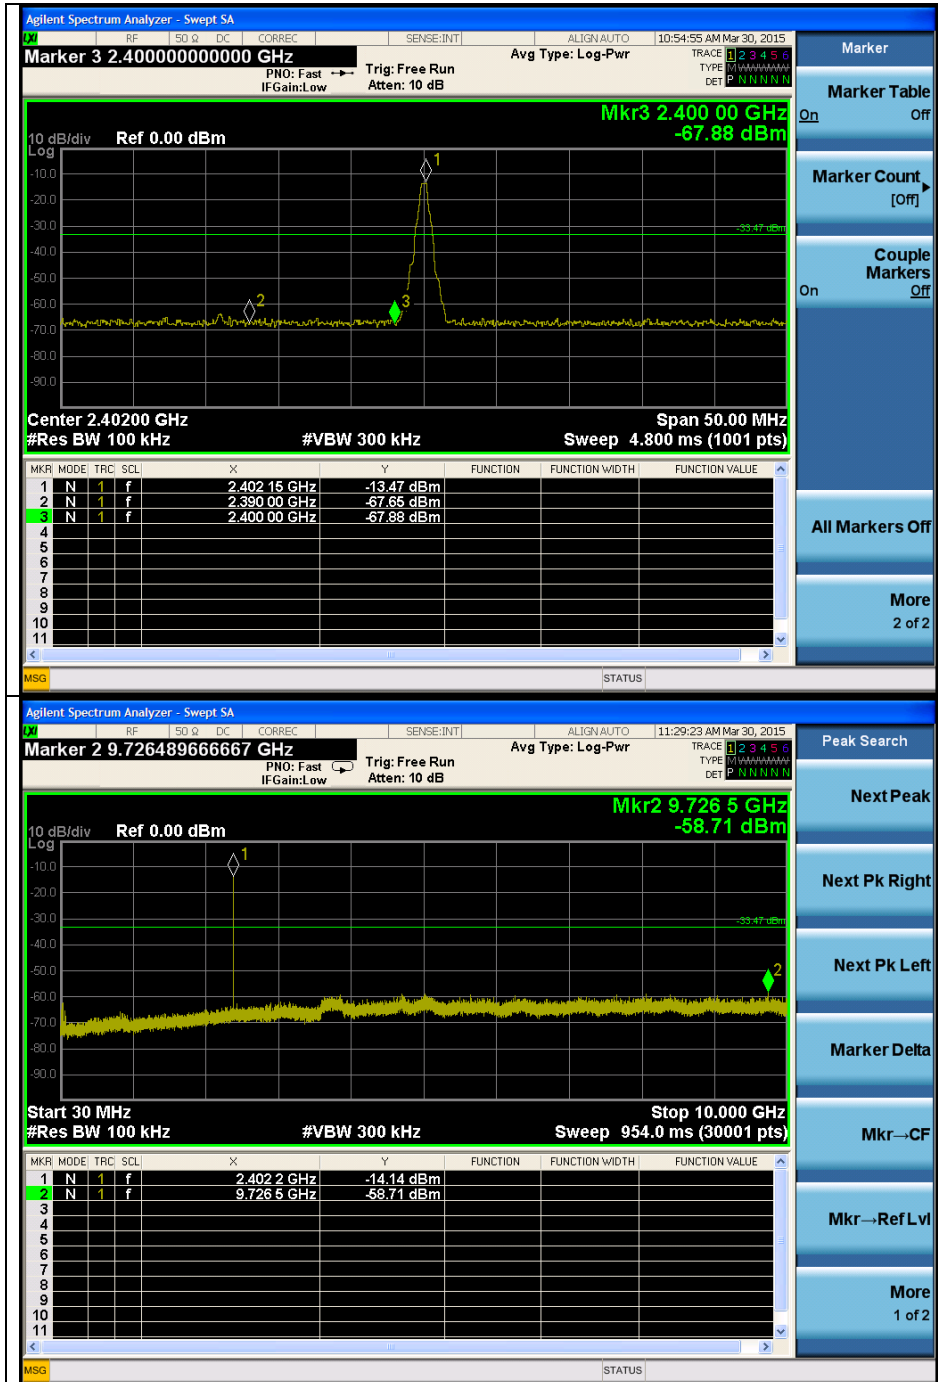 Agilent Spectrum Analyzer - Swept SA
LXI RF 50 Ω DC CORREC SENSE:INT ALIGN AUTO 10:54:55 AM Mar 30, 2015
Marker 3 2.400000000000 GHz
PNO: Fast Trig: Free Run Avg Type: Log-Pwr TRACE 1 2 3 4 5 6
IFGain:Low Atten: 10 dB TYPE M W W W W W
DET P N N N N N
Mkr3 2.400 00 GHz
-67.88 dBm
10 dB/div Ref 0.00 dBm
Log
1
-10.0
-20.0
-30.0
-33.47 dBm
-40.0
-50.0
-60.0
2
3
-70.0
-80.0
-90.0
Center 2.40200 GHz Span 50.00 MHz
#Res BW 100 kHz #VBW 300 kHz Sweep 4.800 ms (1001 pts)
MKR MODE TRC SCL X Y FUNCTION FUNCTION WIDTH FUNCTION VALUE
1 N 1 f 2.402 15 GHz -13.47 dBm
2 N 1 f 2.390 00 GHz -67.65 dBm
3 N 1 f 2.400 00 GHz -67.88 dBm
4
5
6
7
8
9
10
11
MSG STATUS
Marker
Marker Table
On Off
Marker Count
[Off]
Couple
Markers
On Off
All Markers Off
More
2 of 2
Agilent Spectrum Analyzer - Swept SA
LXI RF 50 Ω DC CORREC SENSE:INT ALIGN AUTO 11:29:23 AM Mar 30, 2015
Marker 2 9.726489666667 GHz
PNO: Fast Trig: Free Run Avg Type: Log-Pwr TRACE 1 2 3 4 5 6
IFGain:Low Atten: 10 dB TYPE M W W W W W
DET P N N N N N
Mkr2 9.726 5 GHz
-58.71 dBm
10 dB/div Ref 0.00 dBm
Log
1
-10.0
-20.0
-30.0
-33.47 dBm
-40.0
-50.0
2
-60.0
-70.0
-80.0
-90.0
Start 30 MHz Stop 10.000 GHz
#Res BW 100 kHz #VBW 300 kHz Sweep 954.0 ms (30001 pts)
MKR MODE TRC SCL X Y FUNCTION FUNCTION WIDTH FUNCTION VALUE
1 N 1 f 2.402 2 GHz -14.14 dBm
2 N 1 f 9.726 5 GHz -58.71 dBm
3
4
5
6
7
8
9
10
11
MSG STATUS
Peak Search
Next Peak
Next Pk Right
Next Pk Left
Marker Delta
Mkr→CF
Mkr→Ref Lvl
More
1 of 2